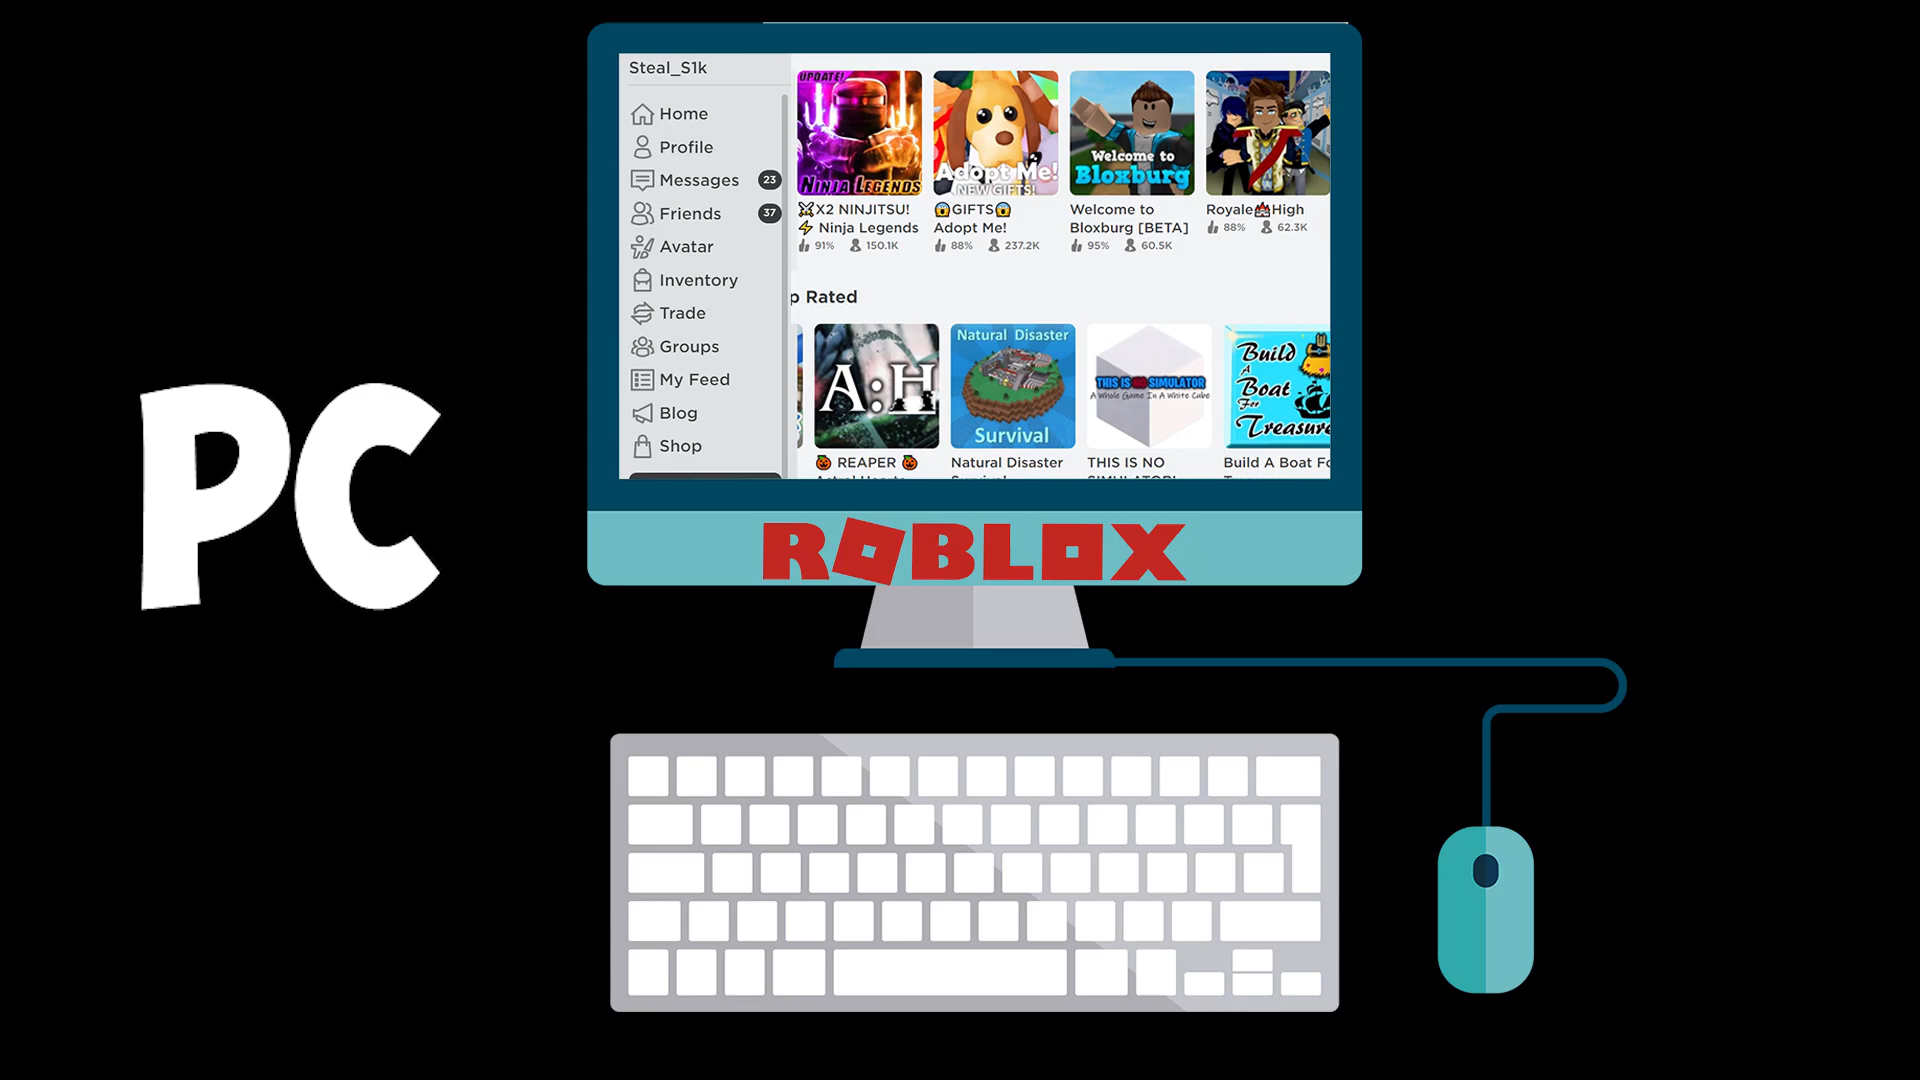 Steal_S1k
Home
Profile
Messages 23
Friends 37
Avatar
Inventory
Trade
Groups
My Feed
Blog
Shop
UPDATE!
NINJA LEGENDS
Adopt Me!
NEW GIFTS!
Welcome to
Bloxburg
⚔️X2 NINJITSU!
⚡ Ninja Legends
91% 150.1K
😱GIFTS😱
Adopt Me!
88% 237.2K
Welcome to
Bloxburg [BETA]
95% 60.5K
Royale🏰High
88% 62.3K
p Rated
A:H
Natural Disaster
Survival
THIS IS NO SIMULATOR
A Whole Game In A White Cube
Build
A
Boat
For
Treasure
🎃 REAPER 🎃
Natural Disaster
THIS IS NO
Build A Boat Fo
PC
ROBLOX